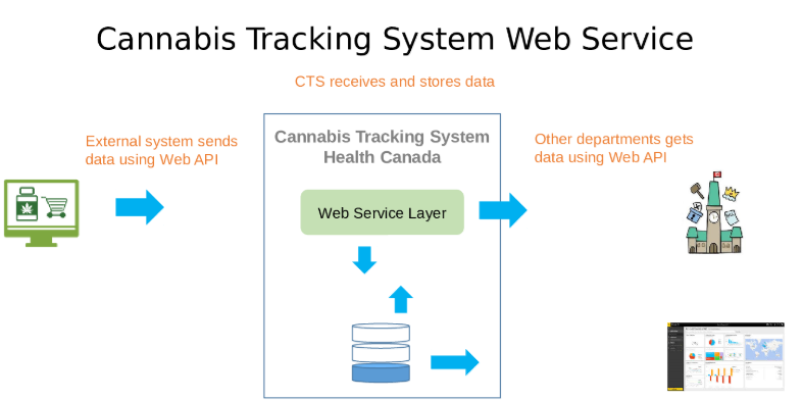 Cannabis Tracking System Web Service
CTS receives and stores data
External system sends
data using Web API
Cannabis Tracking System
Health Canada
Other departments gets
data using Web API
Web Service Layer